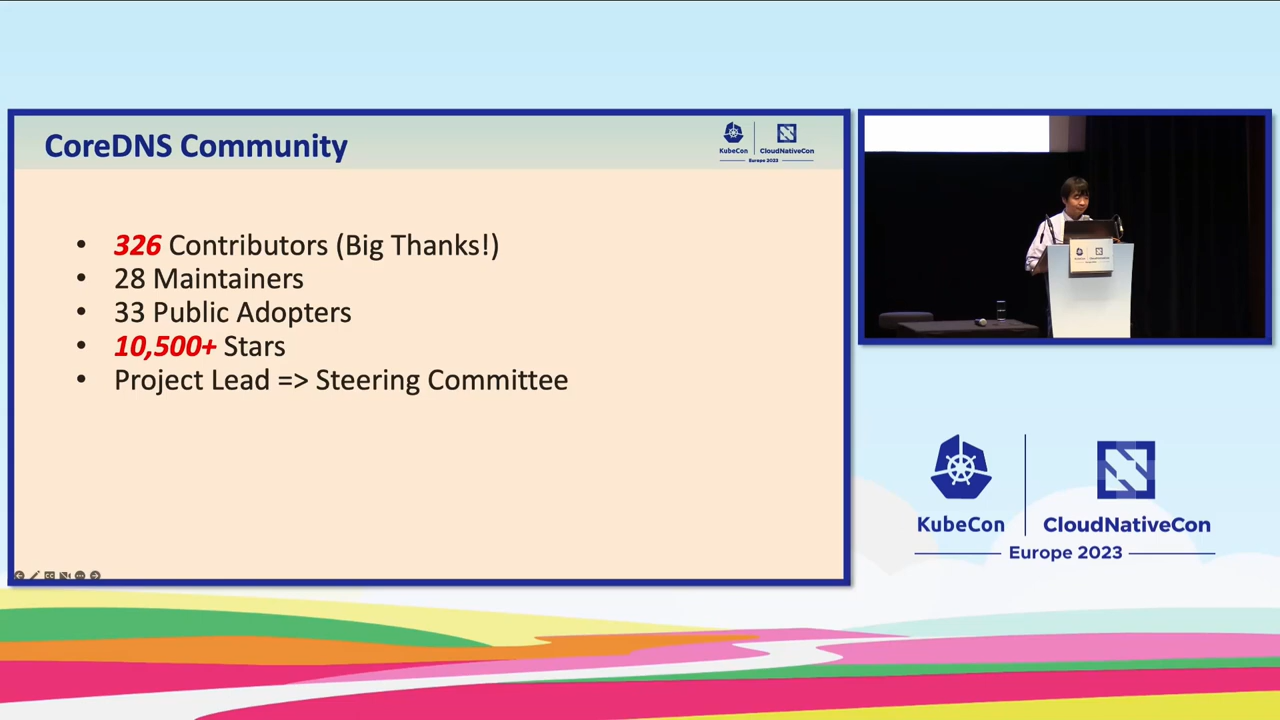 CoreDNS Community
KubeCon
CloudNativeCon
Europe 2023
• 326 Contributors (Big Thanks!)
• 28 Maintainers
• 33 Public Adopters
• 10,500+ Stars
• Project Lead => Steering Committee
KubeCon
CloudNativeCon
Europe 2023